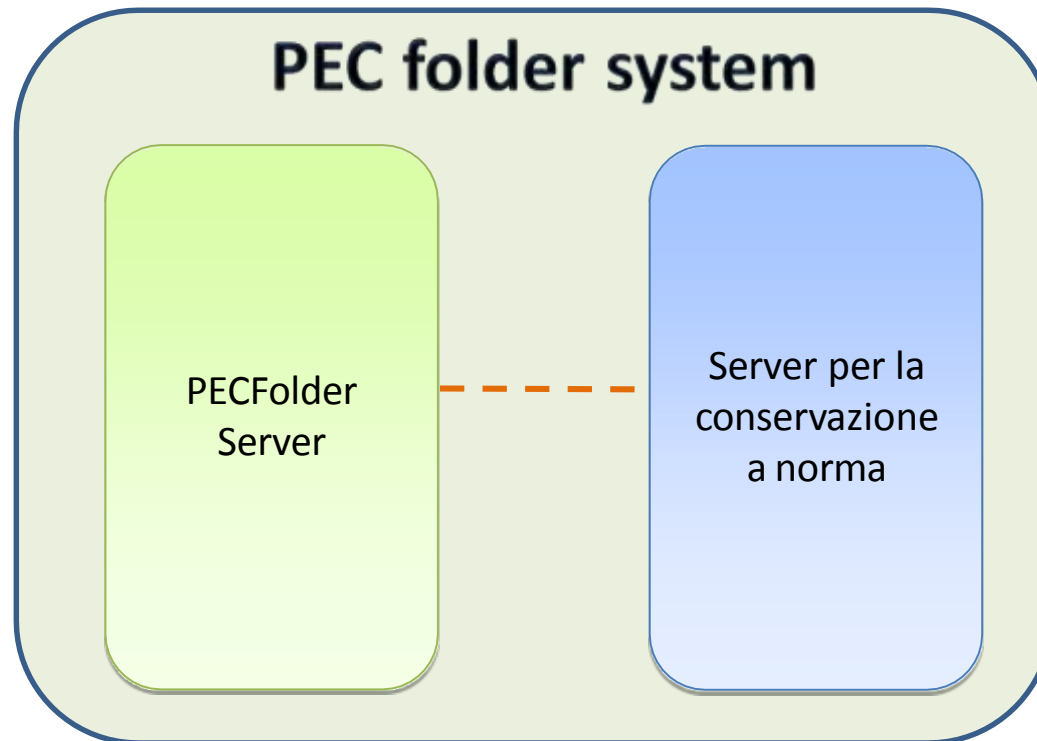 PEC folder system
PECFolder
Server
Server per la
conservazione
a norma